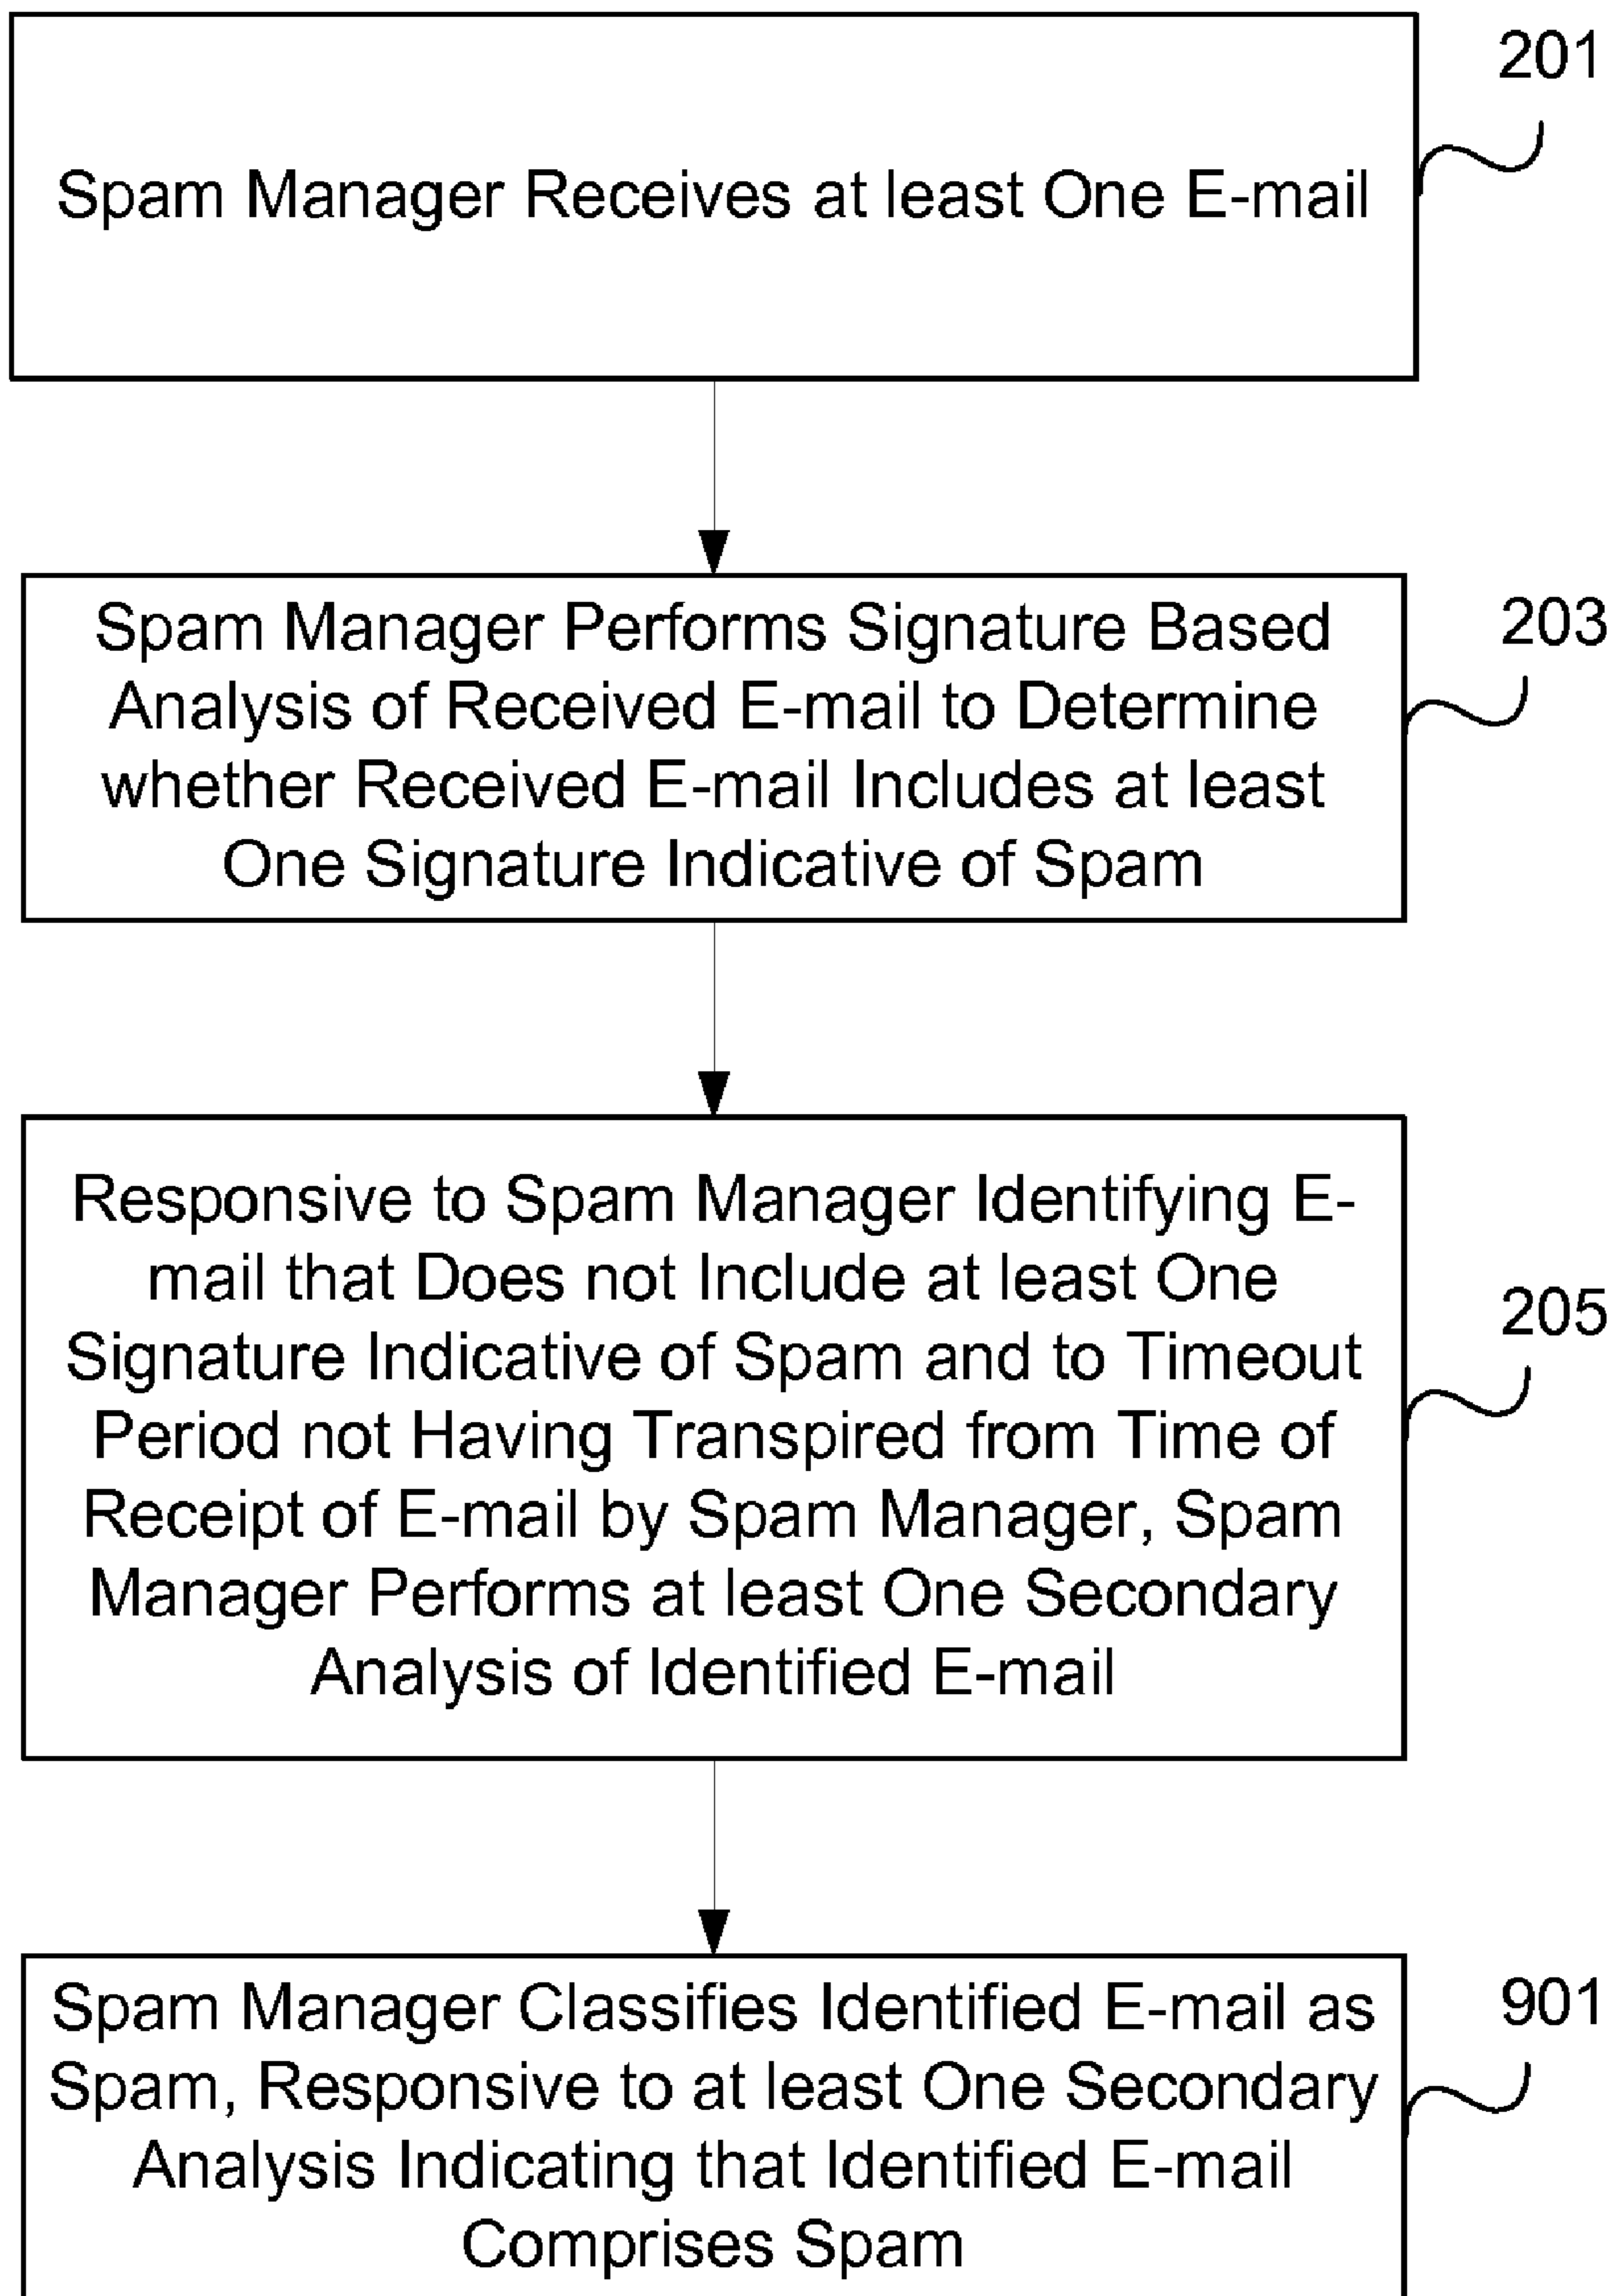 201
Spam Manager Receives at least One E-mail
203
Spam Manager Performs Signature Based
Analysis of Received E-mail to Determine
whether Received E-mail Includes at least
One Signature Indicative of Spam
205
Responsive to Spam Manager Identifying E-
mail that Does not Include at least One
Signature Indicative of Spam and to Timeout
Period not Having Transpired from Time of
Receipt of E-mail by Spam Manager, Spam
Manager Performs at least One Secondary
Analysis of Identified E-mail
901
Spam Manager Classifies Identified E-mail as
Spam, Responsive to at least One Secondary
Analysis Indicating that Identified E-mail
Comprises Spam